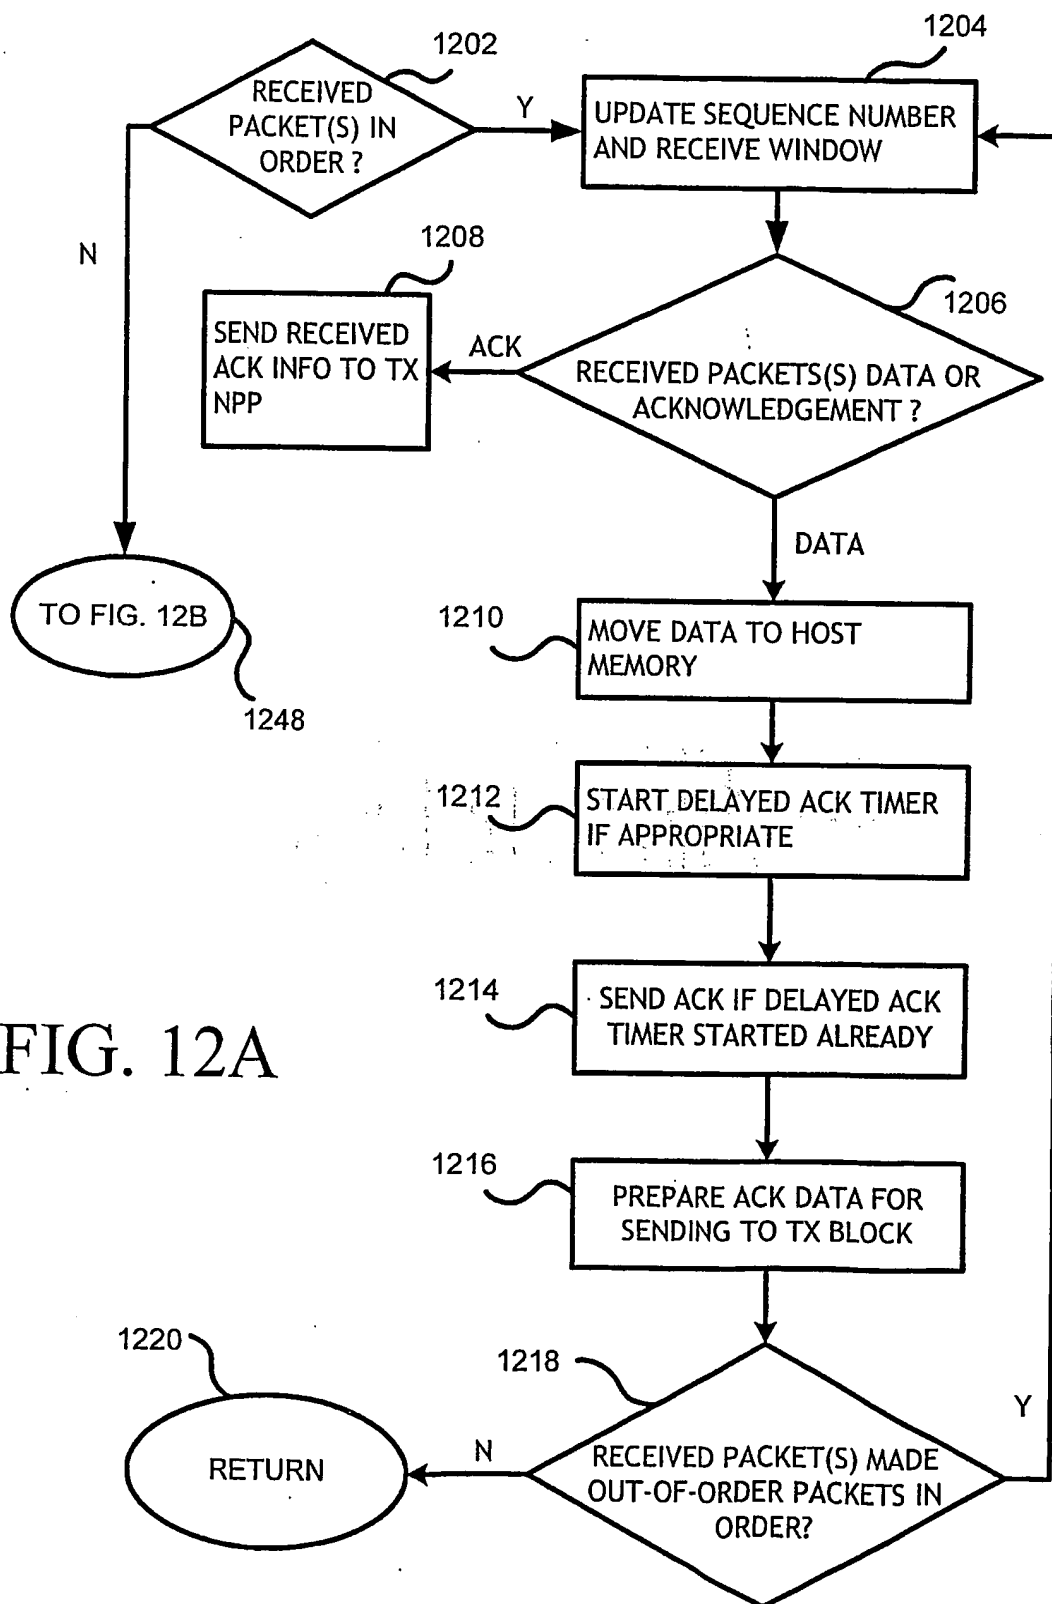 1202
1204
RECEIVED
PACKET(S) IN
ORDER ?
Y
UPDATE SEQUENCE NUMBER
AND RECEIVE WINDOW
N
1208
1206
SEND RECEIVED
ACK INFO TO TX
NPP
ACK
RECEIVED PACKETS(S) DATA OR
ACKNOWLEDGEMENT ?
DATA
TO FIG. 12B
1248
1210
MOVE DATA TO HOST
MEMORY
1212
START DELAYED ACK TIMER
IF APPROPRIATE
1214
SEND ACK IF DELAYED ACK
TIMER STARTED ALREADY
FIG. 12A
1216
PREPARE ACK DATA FOR
SENDING TO TX BLOCK
1220
1218
RETURN
N
RECEIVED PACKET(S) MADE
OUT-OF-ORDER PACKETS IN
ORDER?
Y